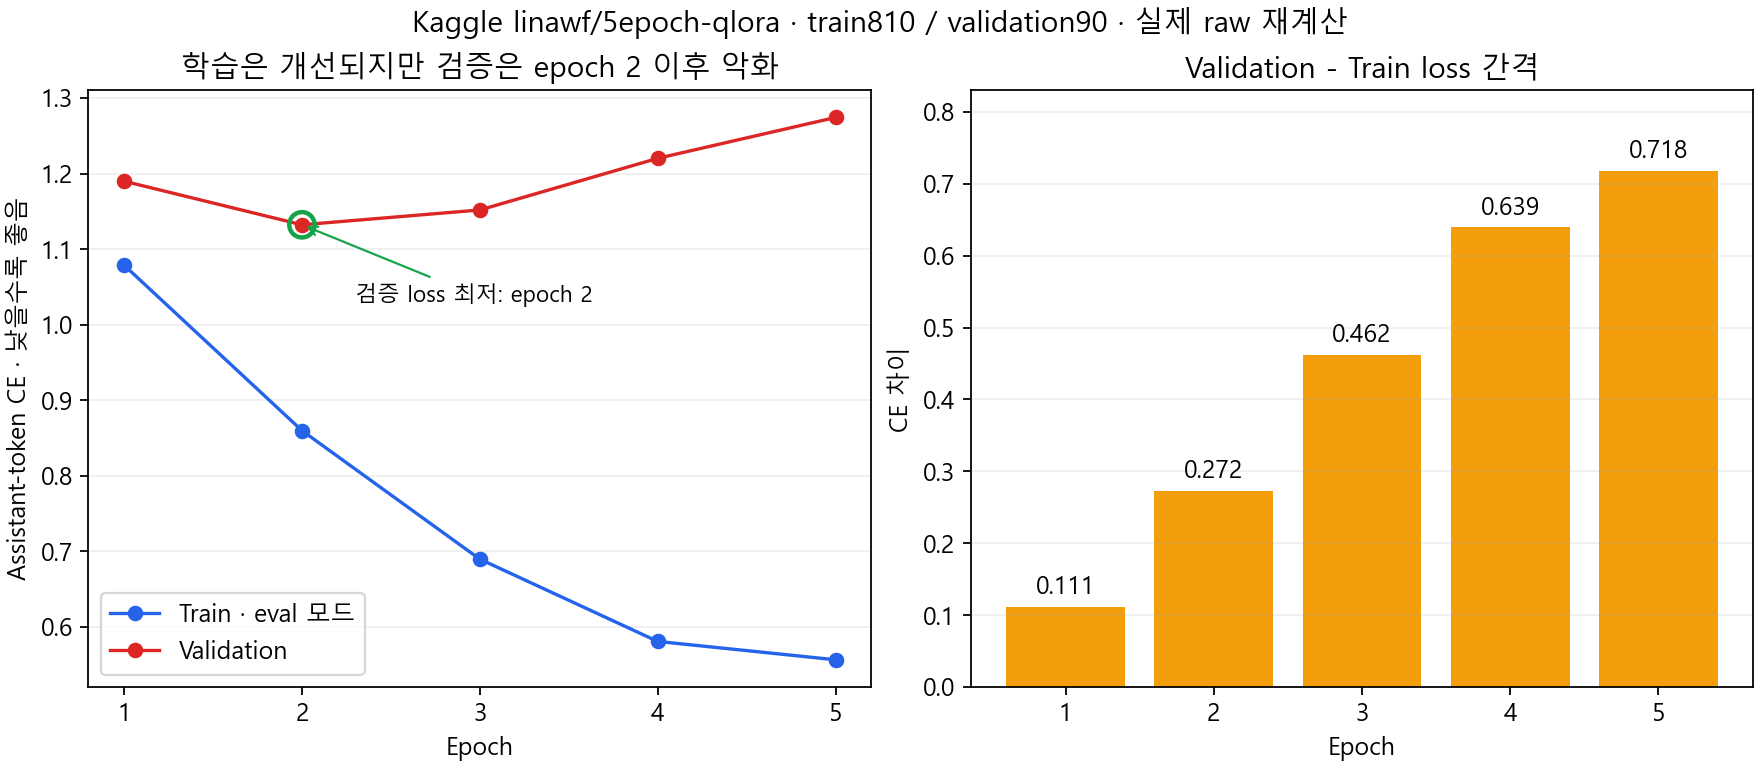 Kaggle linawf/5epoch-qlora · train810 / validation90 · 실제 raw 재계산
학습은 개선되지만 검증은 epoch 2 이후 악화
Assistant-token CE · 낮을수록 좋음
1.3
1.2
1.1
1.0
0.9
0.8
0.7
0.6
검증 loss 최저: epoch 2
Train · eval 모드
Validation
1 2 3 4 5
Epoch
Validation - Train loss 간격
CE 차이
0.8
0.7
0.6
0.5
0.4
0.3
0.2
0.1
0.0
0.111
0.272
0.462
0.639
0.718
1 2 3 4 5
Epoch